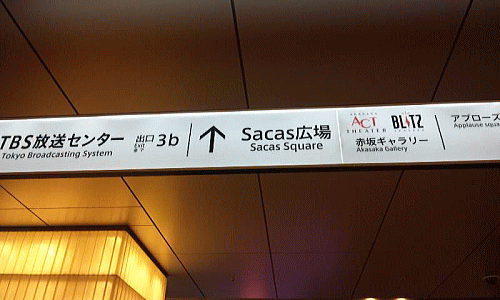 TBS放送センター
Tokyo Broadcasting System
出口 3b
Exit
↑
Sacas広場
Sacas Square
ACT
THEATER
BLITZ
赤坂ギャラリー
Akasaka Gallery
アプローズ
Applause squa